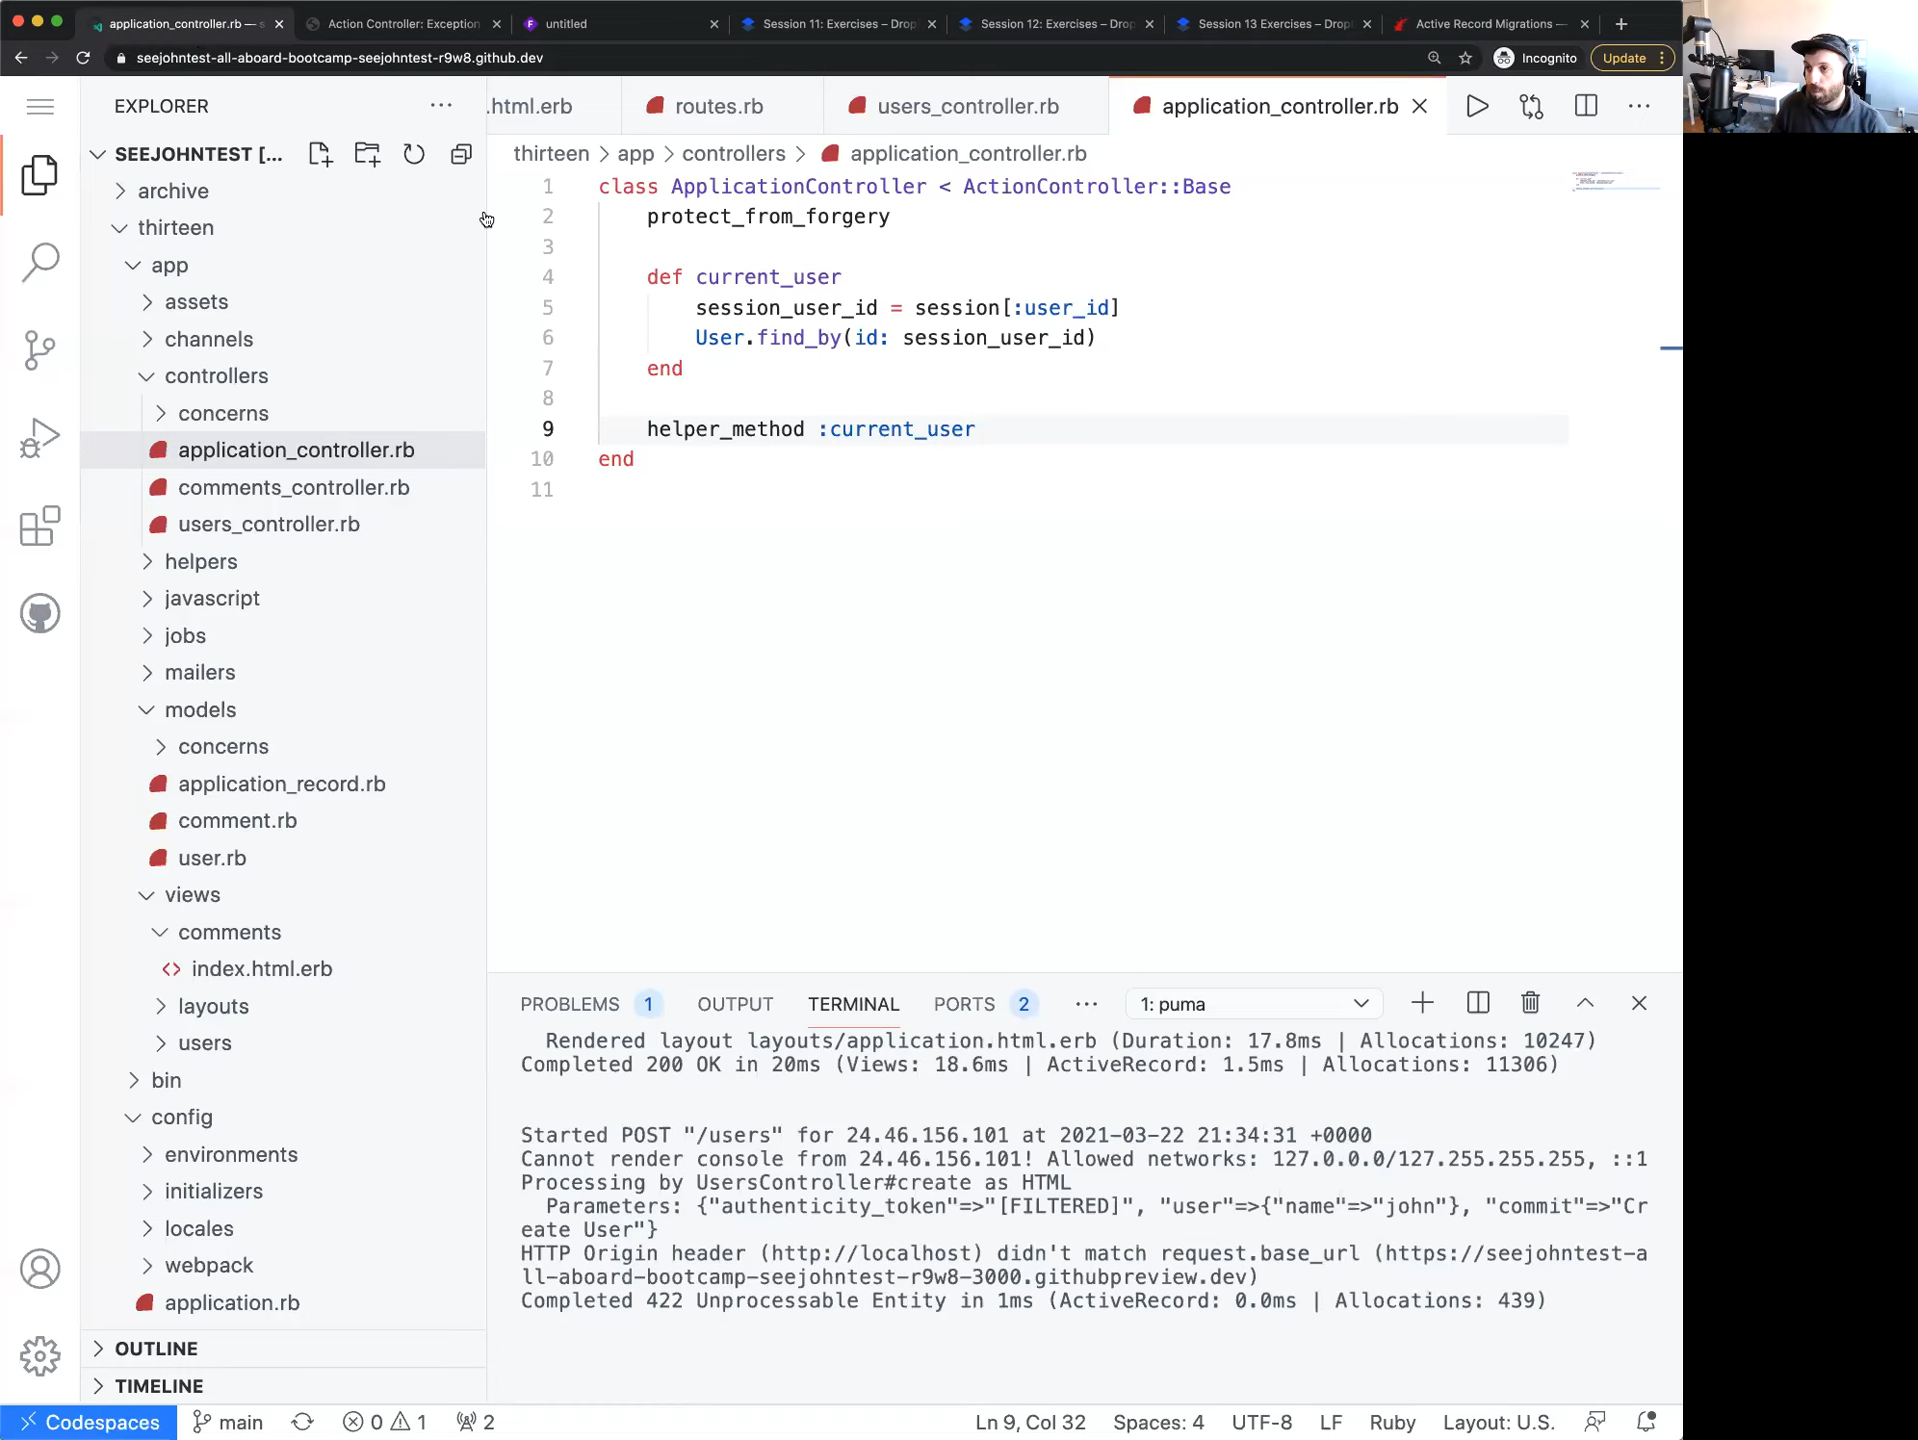 application_controller.rb — s
Action Controller: Exception
untitled
Session 11: Exercises – Drop
Session 12: Exercises – Drop
Session 13 Exercises – Drop
Active Record Migrations —
seejohntest-all-aboard-bootcamp-seejohntest-r9w8.github.dev
Incognito
Update
EXPLORER
.html.erb
routes.rb
users_controller.rb
application_controller.rb
SEEJOHNTEST [...
thirteen > app > controllers > application_controller.rb
archive
thirteen
app
assets
channels
controllers
concerns
application_controller.rb
comments_controller.rb
users_controller.rb
helpers
javascript
jobs
mailers
models
concerns
application_record.rb
comment.rb
user.rb
views
comments
index.html.erb
layouts
users
bin
config
environments
initializers
locales
webpack
application.rb
OUTLINE
TIMELINE
1 class ApplicationController < ActionController::Base
2 protect_from_forgery
3
4 def current_user
5 session_user_id = session[:user_id]
6 User.find_by(id: session_user_id)
7 end
8
9 helper_method :current_user
10 end
11
PROBLEMS 1 OUTPUT TERMINAL PORTS 2 ... 1: puma
Rendered layout layouts/application.html.erb (Duration: 17.8ms | Allocations: 10247)
Completed 200 OK in 20ms (Views: 18.6ms | ActiveRecord: 1.5ms | Allocations: 11306)
Started POST "/users" for 24.46.156.101 at 2021-03-22 21:34:31 +0000
Cannot render console from 24.46.156.101! Allowed networks: 127.0.0.0/127.255.255.255, ::1
Processing by UsersController#create as HTML
Parameters: {"authenticity_token"=>"[FILTERED]", "user"=>{"name"=>"john"}, "commit"=>"Cr
eate User"}
HTTP Origin header (http://localhost) didn't match request.base_url (https://seejohntest-a
ll-aboard-bootcamp-seejohntest-r9w8-3000.githubpreview.dev)
Completed 422 Unprocessable Entity in 1ms (ActiveRecord: 0.0ms | Allocations: 439)
Codespaces main 0 1 2 Ln 9, Col 32 Spaces: 4 UTF-8 LF Ruby Layout: U.S.